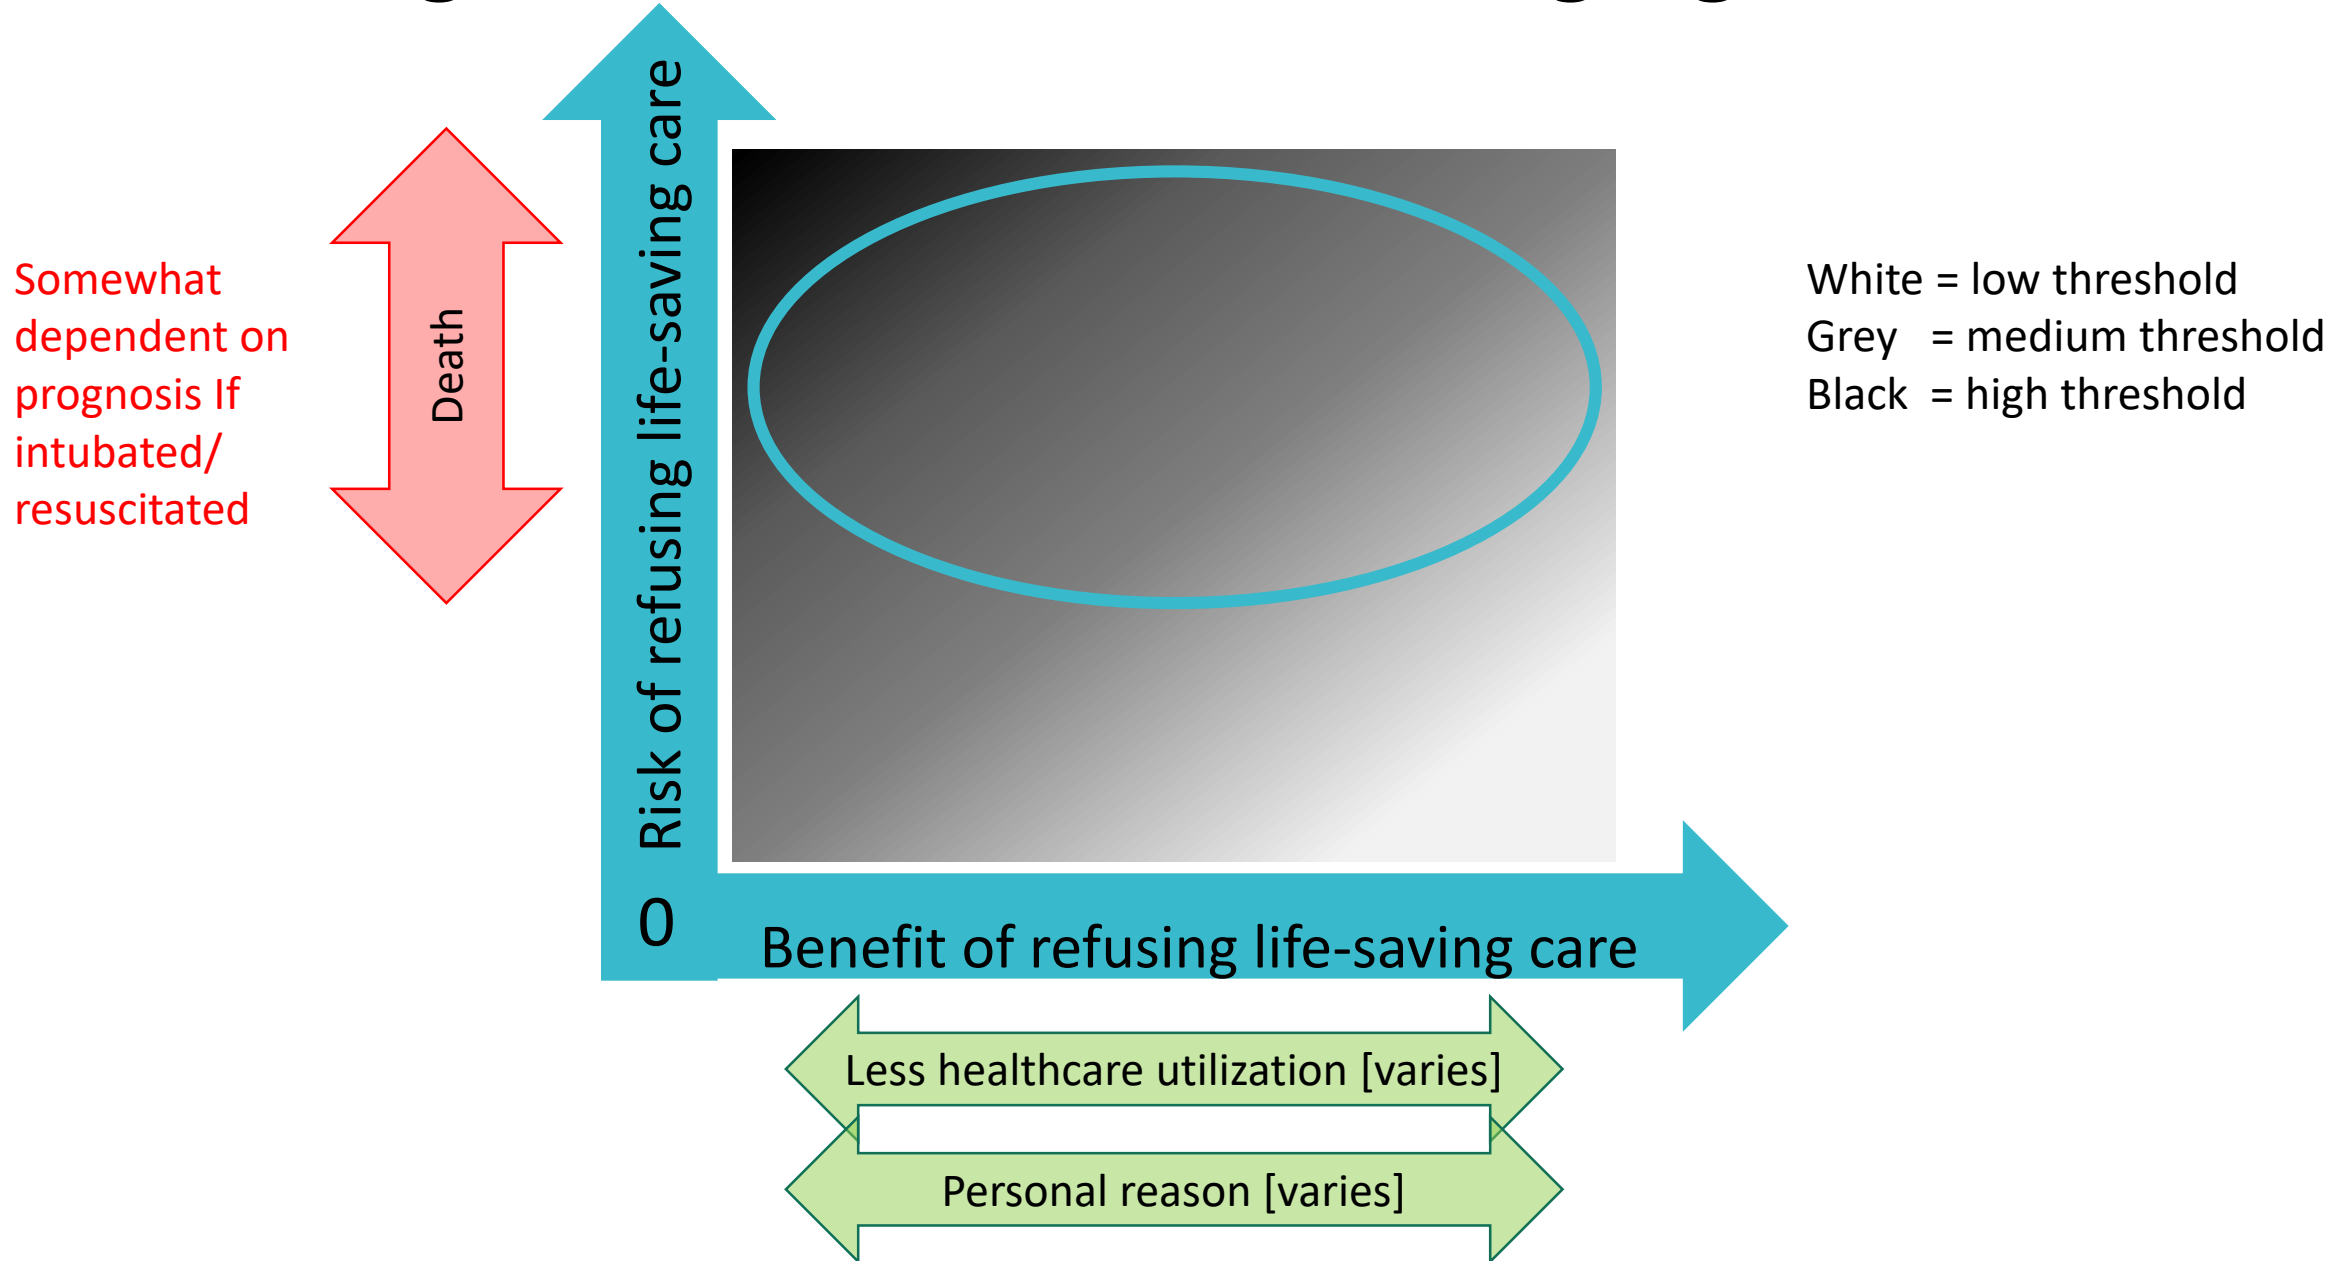 Risk of refusing life-saving care
Death
Somewhat
dependent on
prognosis If
intubated/
resuscitated
White = low threshold
Grey = medium threshold
Black = high threshold
0
Benefit of refusing life-saving care
Less healthcare utilization [varies]
Personal reason [varies]